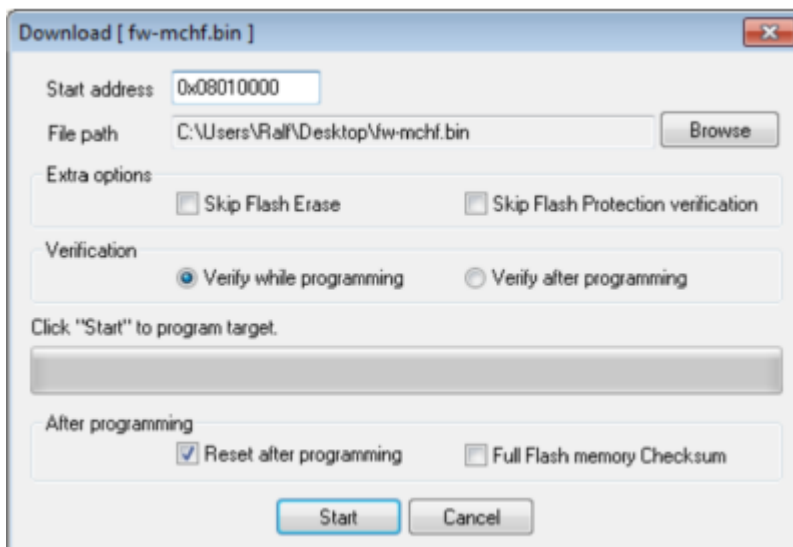 Download [ fw-mchf.bin ]
Start address 0x08010000
File path C:\Users\Ralf\Desktop\fw-mchf.bin Browse
Extra options
Skip Flash Erase Skip Flash Protection verification
Verification
Verify while programming Verify after programming
Click "Start" to program target.
After programming
Reset after programming Full Flash memory Checksum
Start Cancel